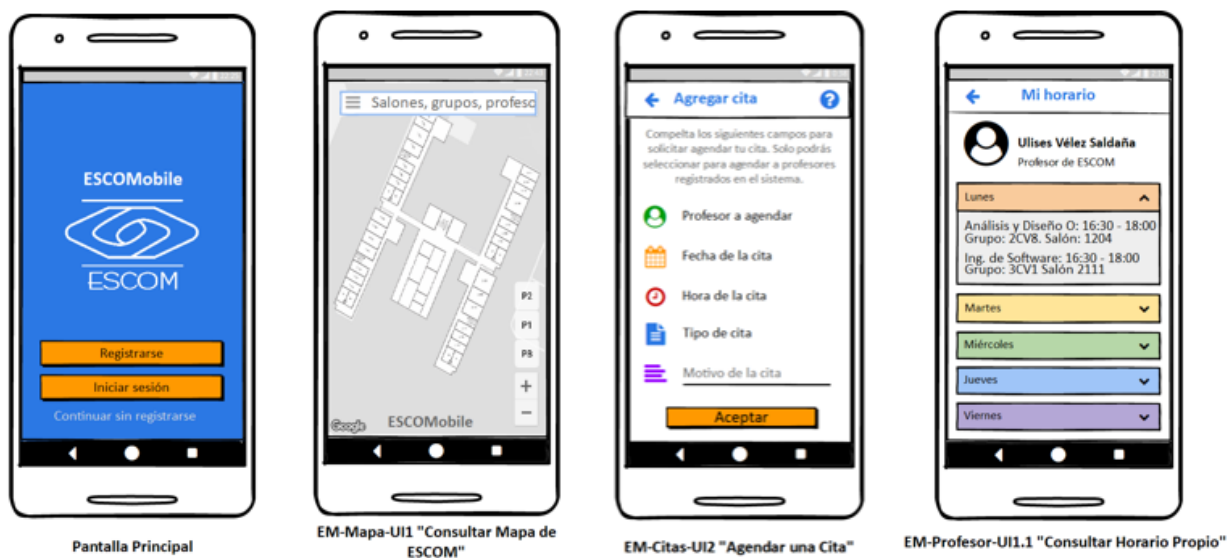 ESCOMobile
ESCOM
Registrarse
Iniciar sesión
Continuar sin registrarse
Pantalla Principal
Salones, grupos, profesc
P2
P1
PB
+
−
Google
ESCOMobile
EM-Mapa-UI1 "Consultar Mapa de
ESCOM"
Agregar cita
?
Compelta los siguientes campos para
solicitar agendar tu cita. Solo podrás
seleccionar para agendar a profesores
registrados en el sistema.
Profesor a agendar
Fecha de la cita
Hora de la cita
Tipo de cita
Motivo de la cita
Aceptar
EM-Citas-UI2 "Agendar una Cita"
Mi horario
Ulises Vélez Saldaña
Profesor de ESCOM
Lunes
Análisis y Diseño O: 16:30 - 18:00
Grupo: 2CV8. Salón: 1204
Ing. de Software: 16:30 - 18:00
Grupo: 3CV1 Salón 2111
Martes
Miércoles
Jueves
Viernes
EM-Profesor-UI1.1 "Consultar Horario Propio"